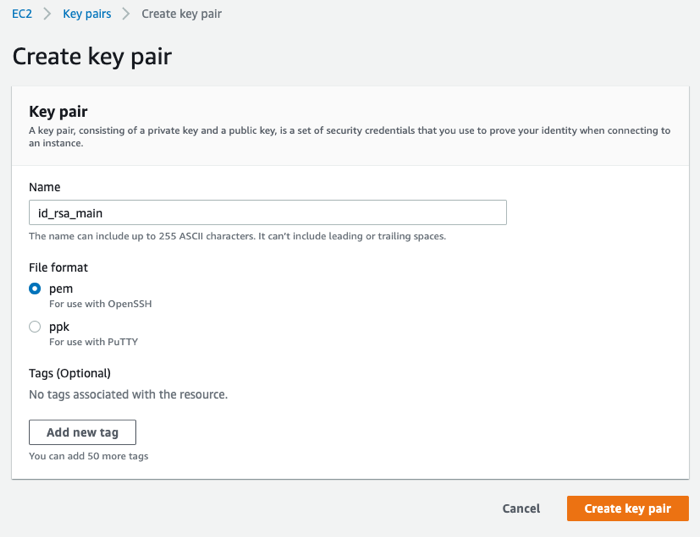 EC2 > Key pairs > Create key pair
Create key pair
Key pair
A key pair, consisting of a private key and a public key, is a set of security credentials that you use to prove your identity when connecting to
an instance.
Name
id_rsa_main
The name can include up to 255 ASCII characters. It can't include leading or trailing spaces.
File format
pem
For use with OpenSSH
ppk
For use with PuTTY
Tags (Optional)
No tags associated with the resource.
Add new tag
You can add 50 more tags
Cancel Create key pair